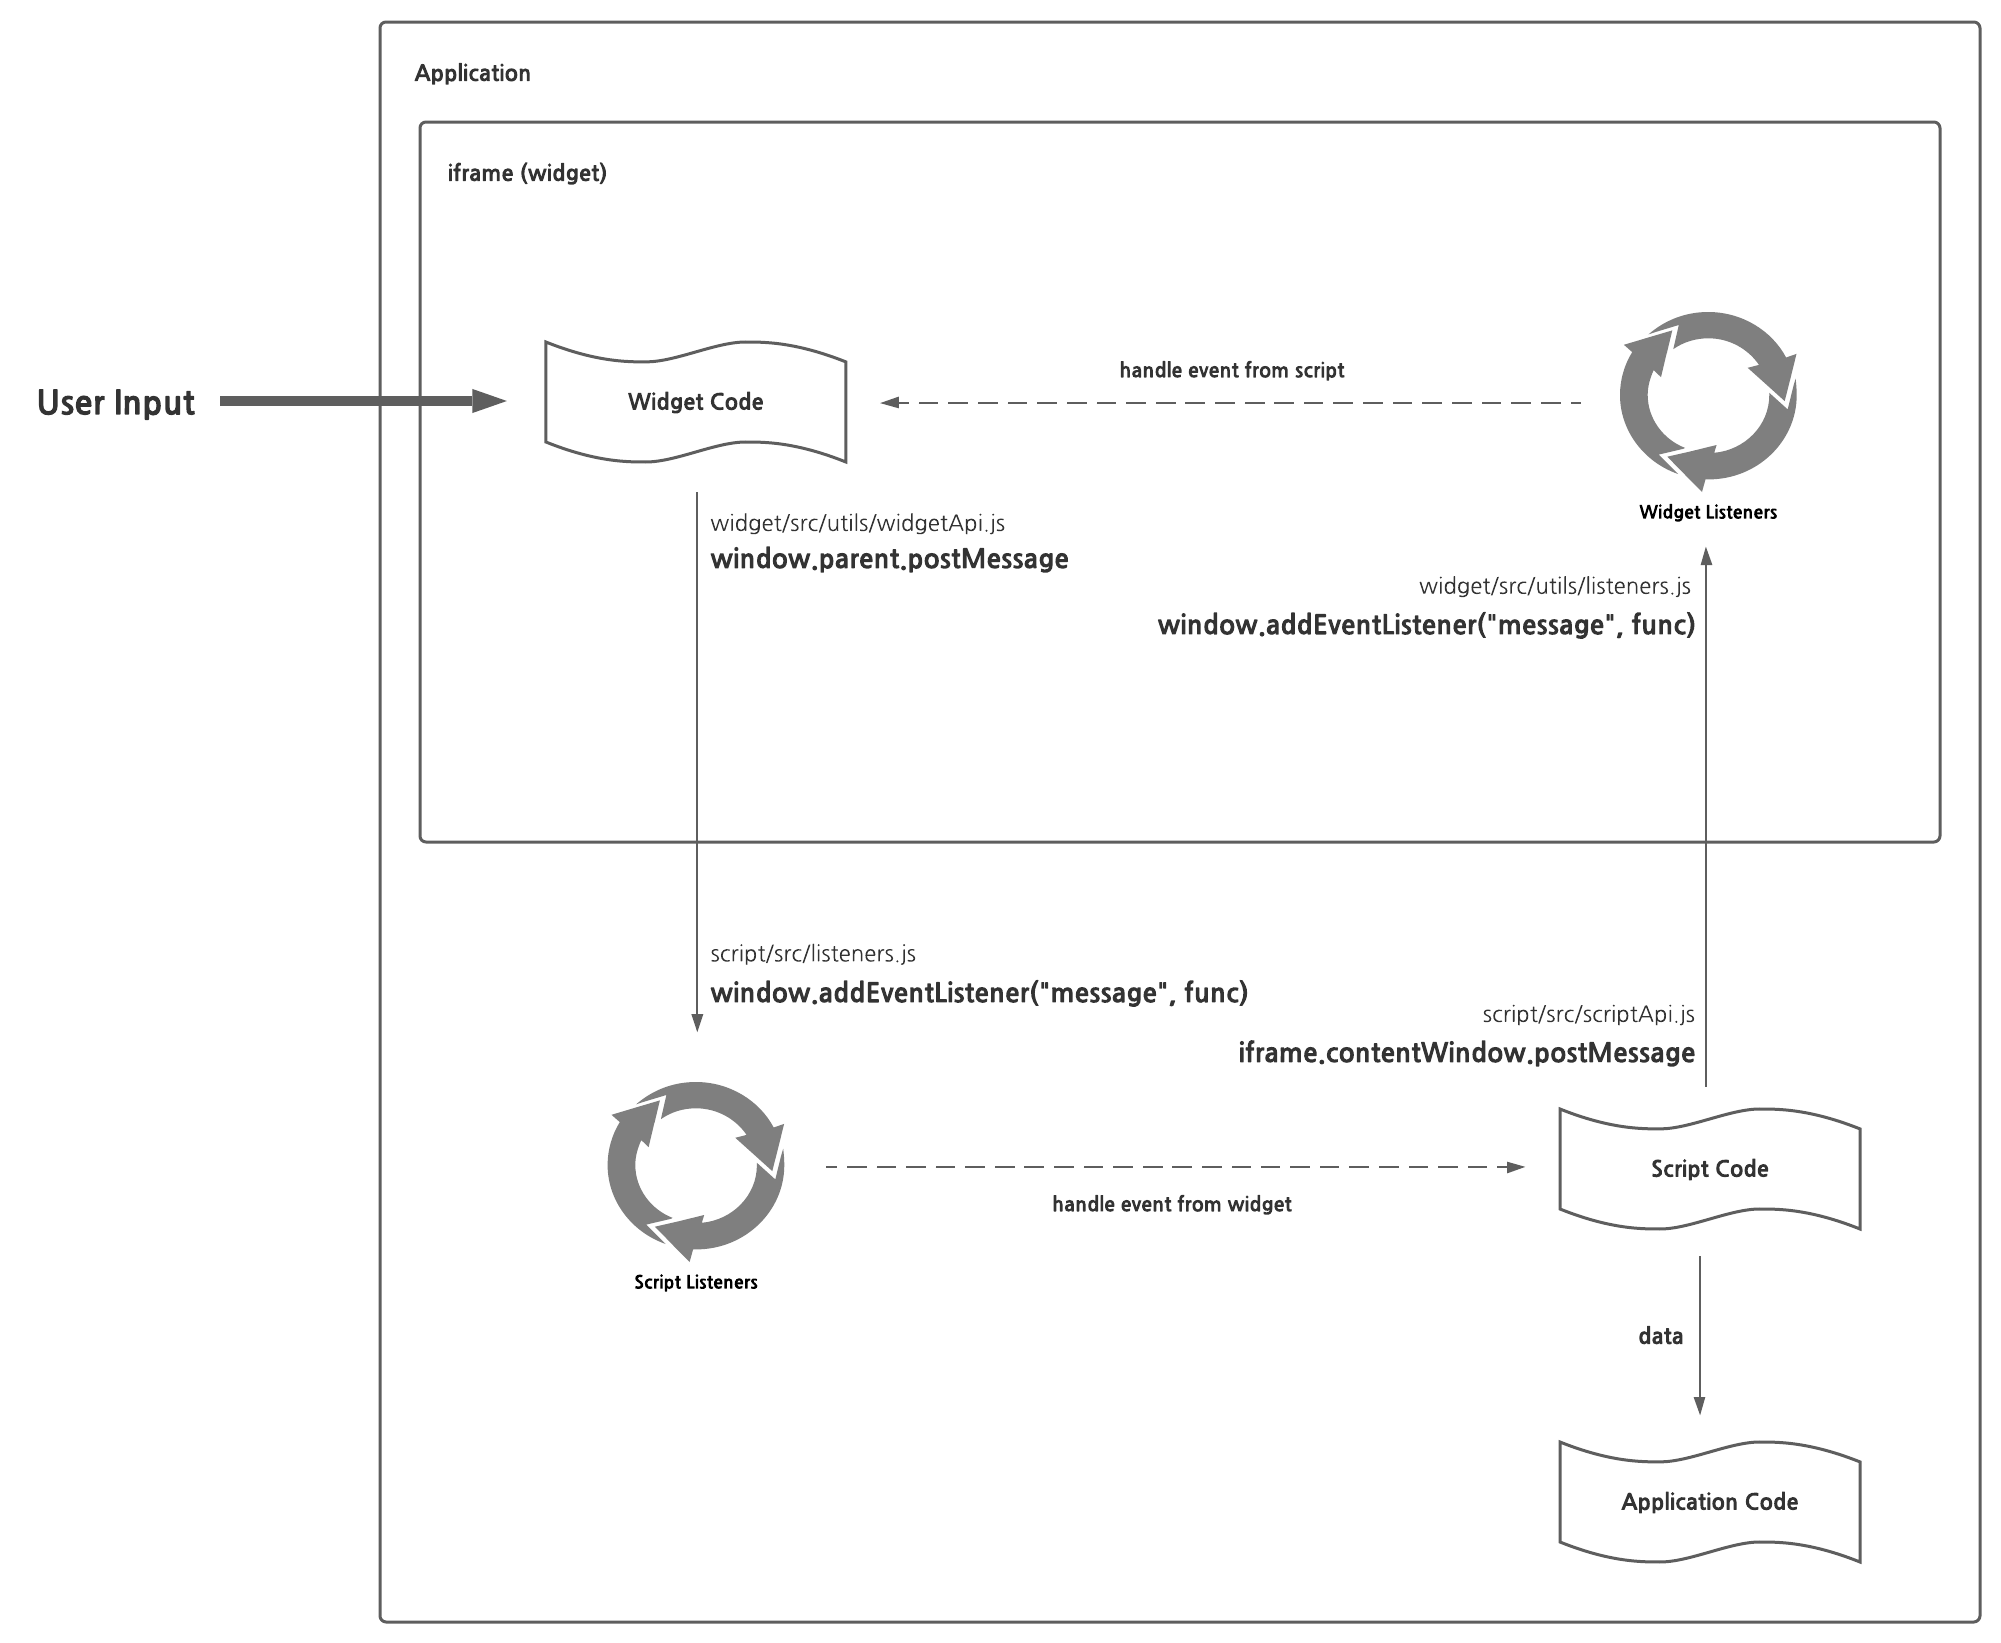 Application
iframe (widget)
handle event from script
User Input
Widget Code
Widget Listeners
widget/src/utils/widgetApi.js
window.parent.postMessage
widget/src/utils/listeners.js
window.addEventListener("message", func)
script/src/listeners.js
window.addEventListener("message", func)
script/src/scriptApi.js
iframe.contentWindow.postMessage
Script Code
handle event from widget
Script Listeners
data
Application Code